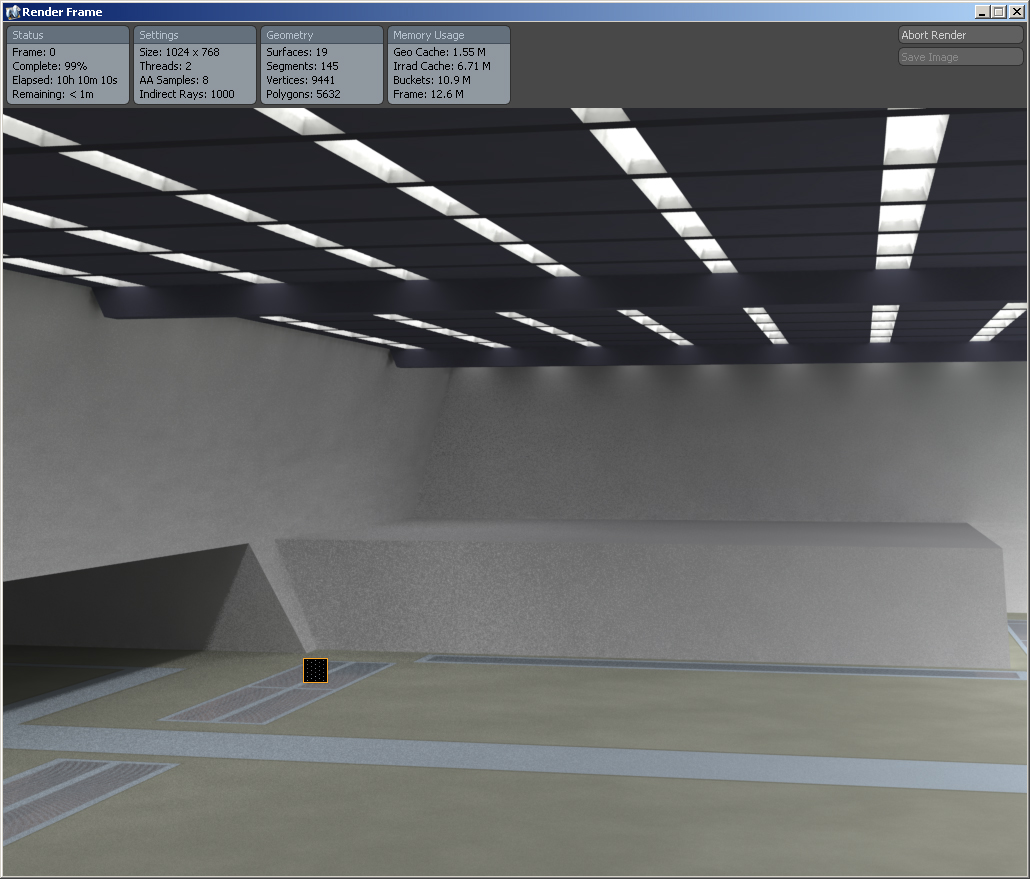 Render Frame
Status
Frame: 0
Complete: 99%
Elapsed: 10h 10m 10s
Remaining: < 1m
Settings
Size: 1024 x 768
Threads: 2
AA Samples: 8
Indirect Rays: 1000
Geometry
Surfaces: 19
Segments: 145
Vertices: 9441
Polygons: 5632
Memory Usage
Geo Cache: 1.55 M
Irrad Cache: 6.71 M
Buckets: 10.9 M
Frame: 12.6 M
Abort Render
Save Image